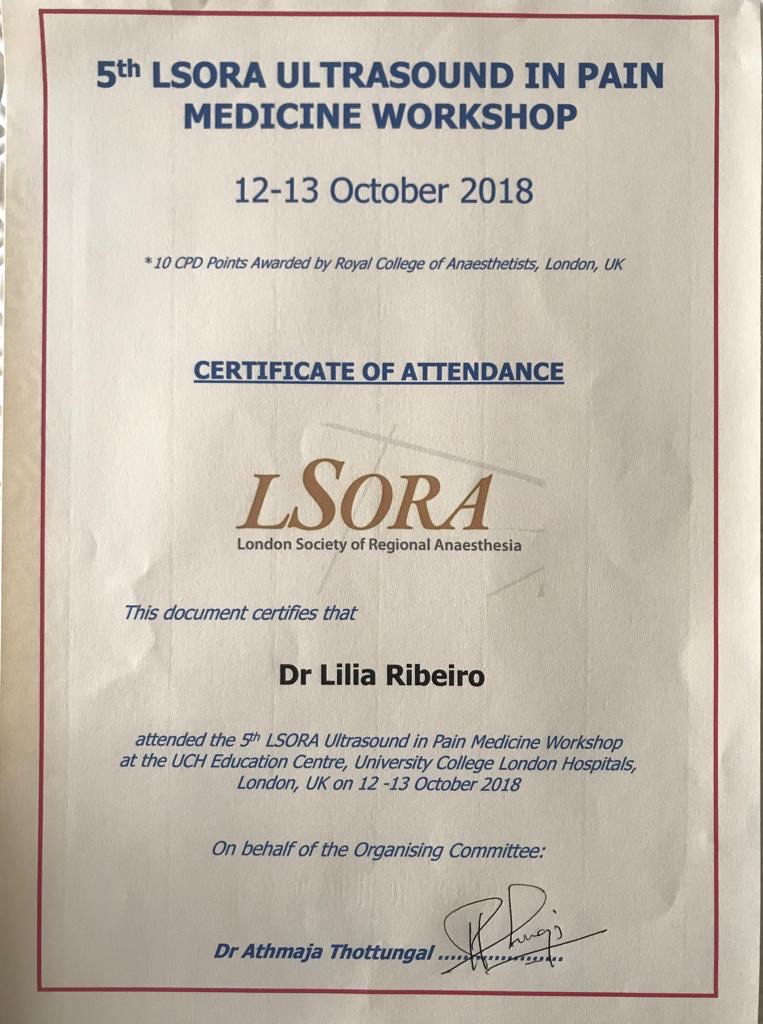 5th LSORA ULTRASOUND IN PAIN
MEDICINE WORKSHOP
12-13 October 2018
*10 CPD Points Awarded by Royal College of Anaesthetists, London, UK
CERTIFICATE OF ATTENDANCE
LSORA
London Society of Regional Anaesthesia
This document certifies that
Dr Lilia Ribeiro
attended the 5th LSORA Ultrasound in Pain Medicine Workshop
at the UCH Education Centre, University College London Hospitals,
London, UK on 12 -13 October 2018
On behalf of the Organising Committee:
Dr Athmaja Thottungal .....................